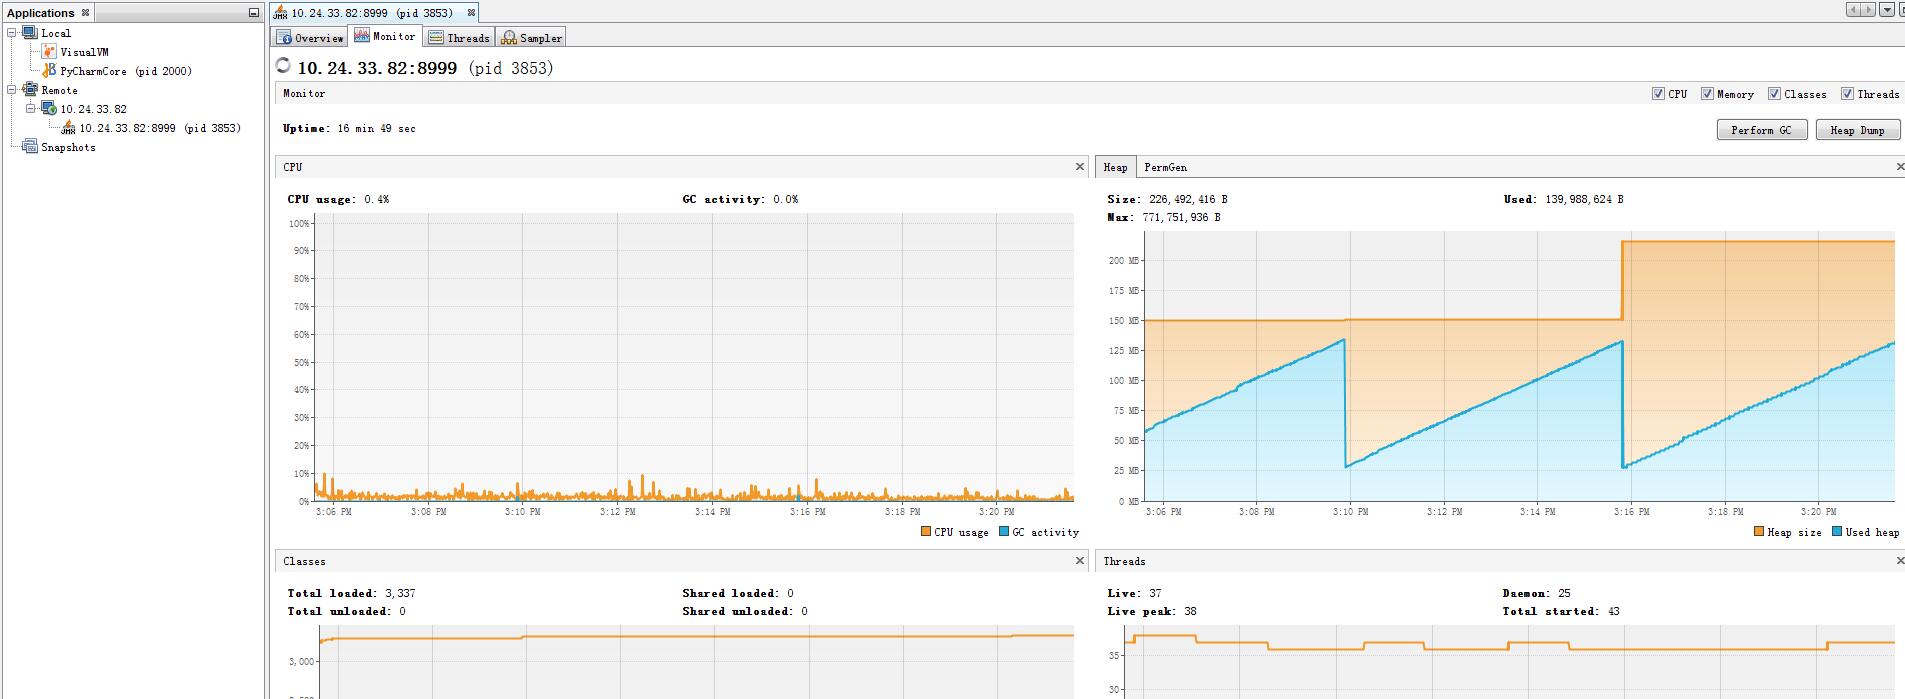 Applications
Local
VisualVM
PyCharmCore (pid 2000)
Remote
10.24.33.82
10.24.33.82:8999 (pid 3853)
Snapshots
10.24.33.82:8999 (pid 3853)
Overview Monitor Threads Sampler
10.24.33.82:8999 (pid 3853)
Monitor CPU Memory Classes Threads
Uptime: 16 min 49 sec Perform GC Heap Dump
CPU
CPU usage: 0.4% GC activity: 0.0%
100%
90%
80%
70%
60%
50%
40%
30%
20%
10%
0%
3:06 PM 3:08 PM 3:10 PM 3:12 PM 3:14 PM 3:16 PM 3:18 PM 3:20 PM
CPU usage GC activity
Heap PermGen
Size: 226,492,416 B Used: 139,988,624 B
Max: 771,751,936 B
200 MB
175 MB
150 MB
125 MB
100 MB
75 MB
50 MB
25 MB
0 MB
3:06 PM 3:08 PM 3:10 PM 3:12 PM 3:14 PM 3:16 PM 3:18 PM 3:20 PM
Heap size Used heap
Classes
Total loaded: 3,337 Shared loaded: 0
Total unloaded: 0 Shared unloaded: 0
3,000
Threads
Live: 37 Daemon: 25
Live peak: 38 Total started: 43
35
30